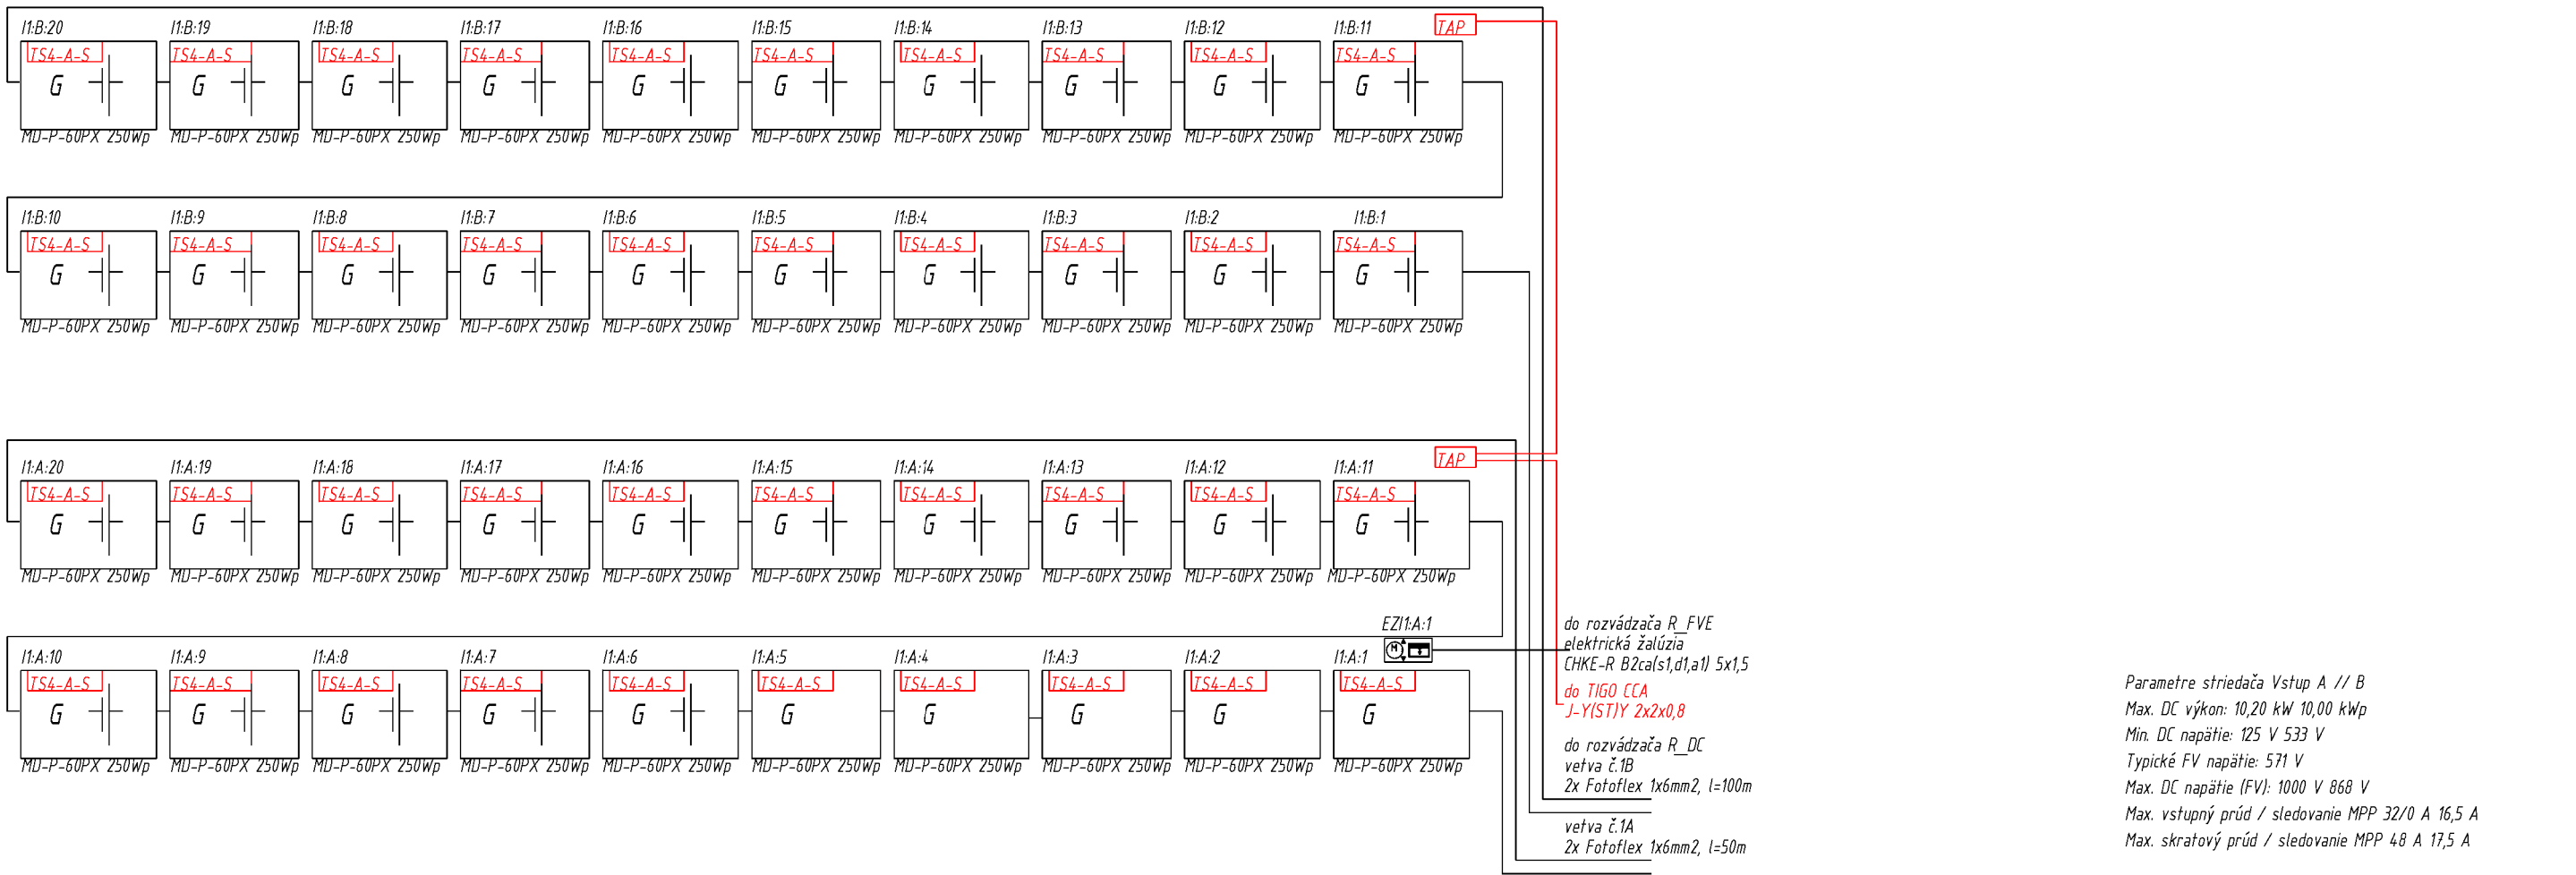 I1:B:20 I1:B:19 I1:B:18 I1:B:17 I1:B:16 I1:B:15 I1:B:14 I1:B:13 I1:B:12 I1:B:11 TAP
TS4-A-S TS4-A-S TS4-A-S TS4-A-S TS4-A-S TS4-A-S TS4-A-S TS4-A-S TS4-A-S TS4-A-S
G G G G G G G G G G
MD-P-60PX 250Wp MD-P-60PX 250Wp MD-P-60PX 250Wp MD-P-60PX 250Wp MD-P-60PX 250Wp MD-P-60PX 250Wp MD-P-60PX 250Wp MD-P-60PX 250Wp MD-P-60PX 250Wp MD-P-60PX 250Wp
I1:B:10 I1:B:9 I1:B:8 I1:B:7 I1:B:6 I1:B:5 I1:B:4 I1:B:3 I1:B:2 I1:B:1
TS4-A-S TS4-A-S TS4-A-S TS4-A-S TS4-A-S TS4-A-S TS4-A-S TS4-A-S TS4-A-S TS4-A-S
G G G G G G G G G G
MD-P-60PX 250Wp MD-P-60PX 250Wp MD-P-60PX 250Wp MD-P-60PX 250Wp MD-P-60PX 250Wp MD-P-60PX 250Wp MD-P-60PX 250Wp MD-P-60PX 250Wp MD-P-60PX 250Wp MD-P-60PX 250Wp
I1:A:20 I1:A:19 I1:A:18 I1:A:17 I1:A:16 I1:A:15 I1:A:14 I1:A:13 I1:A:12 I1:A:11 TAP
TS4-A-S TS4-A-S TS4-A-S TS4-A-S TS4-A-S TS4-A-S TS4-A-S TS4-A-S TS4-A-S TS4-A-S
G G G G G G G G G G
MD-P-60PX 250Wp MD-P-60PX 250Wp MD-P-60PX 250Wp MD-P-60PX 250Wp MD-P-60PX 250Wp MD-P-60PX 250Wp MD-P-60PX 250Wp MD-P-60PX 250Wp MD-P-60PX 250Wp MD-P-60PX 250Wp
EZI1:A:1
M
I1:A:10 I1:A:9 I1:A:8 I1:A:7 I1:A:6 I1:A:5 I1:A:4 I1:A:3 I1:A:2 I1:A:1
TS4-A-S TS4-A-S TS4-A-S TS4-A-S TS4-A-S TS4-A-S TS4-A-S TS4-A-S TS4-A-S TS4-A-S
G G G G G G G G G G
MD-P-60PX 250Wp MD-P-60PX 250Wp MD-P-60PX 250Wp MD-P-60PX 250Wp MD-P-60PX 250Wp MD-P-60PX 250Wp MD-P-60PX 250Wp MD-P-60PX 250Wp MD-P-60PX 250Wp MD-P-60PX 250Wp
do rozvádzača R_FVE
elektrická žalúzia
CHKE-R B2ca(s1,d1,a1) 5x1,5
do TIGO CCA
J-Y(ST)Y 2x2x0,8
do rozvádzača R_DC
vetva č.1B
2x Fotoflex 1x6mm2, l=100m
vetva č.1A
2x Fotoflex 1x6mm2, l=50m
Parametre striedača Vstup A // B
Max. DC výkon: 10,20 kW 10,00 kWp
Min. DC napätie: 125 V 533 V
Typické FV napätie: 571 V
Max. DC napätie (FV): 1000 V 868 V
Max. vstupný prúd / sledovanie MPP 32/0 A 16,5 A
Max. skratový prúd / sledovanie MPP 48 A 17,5 A